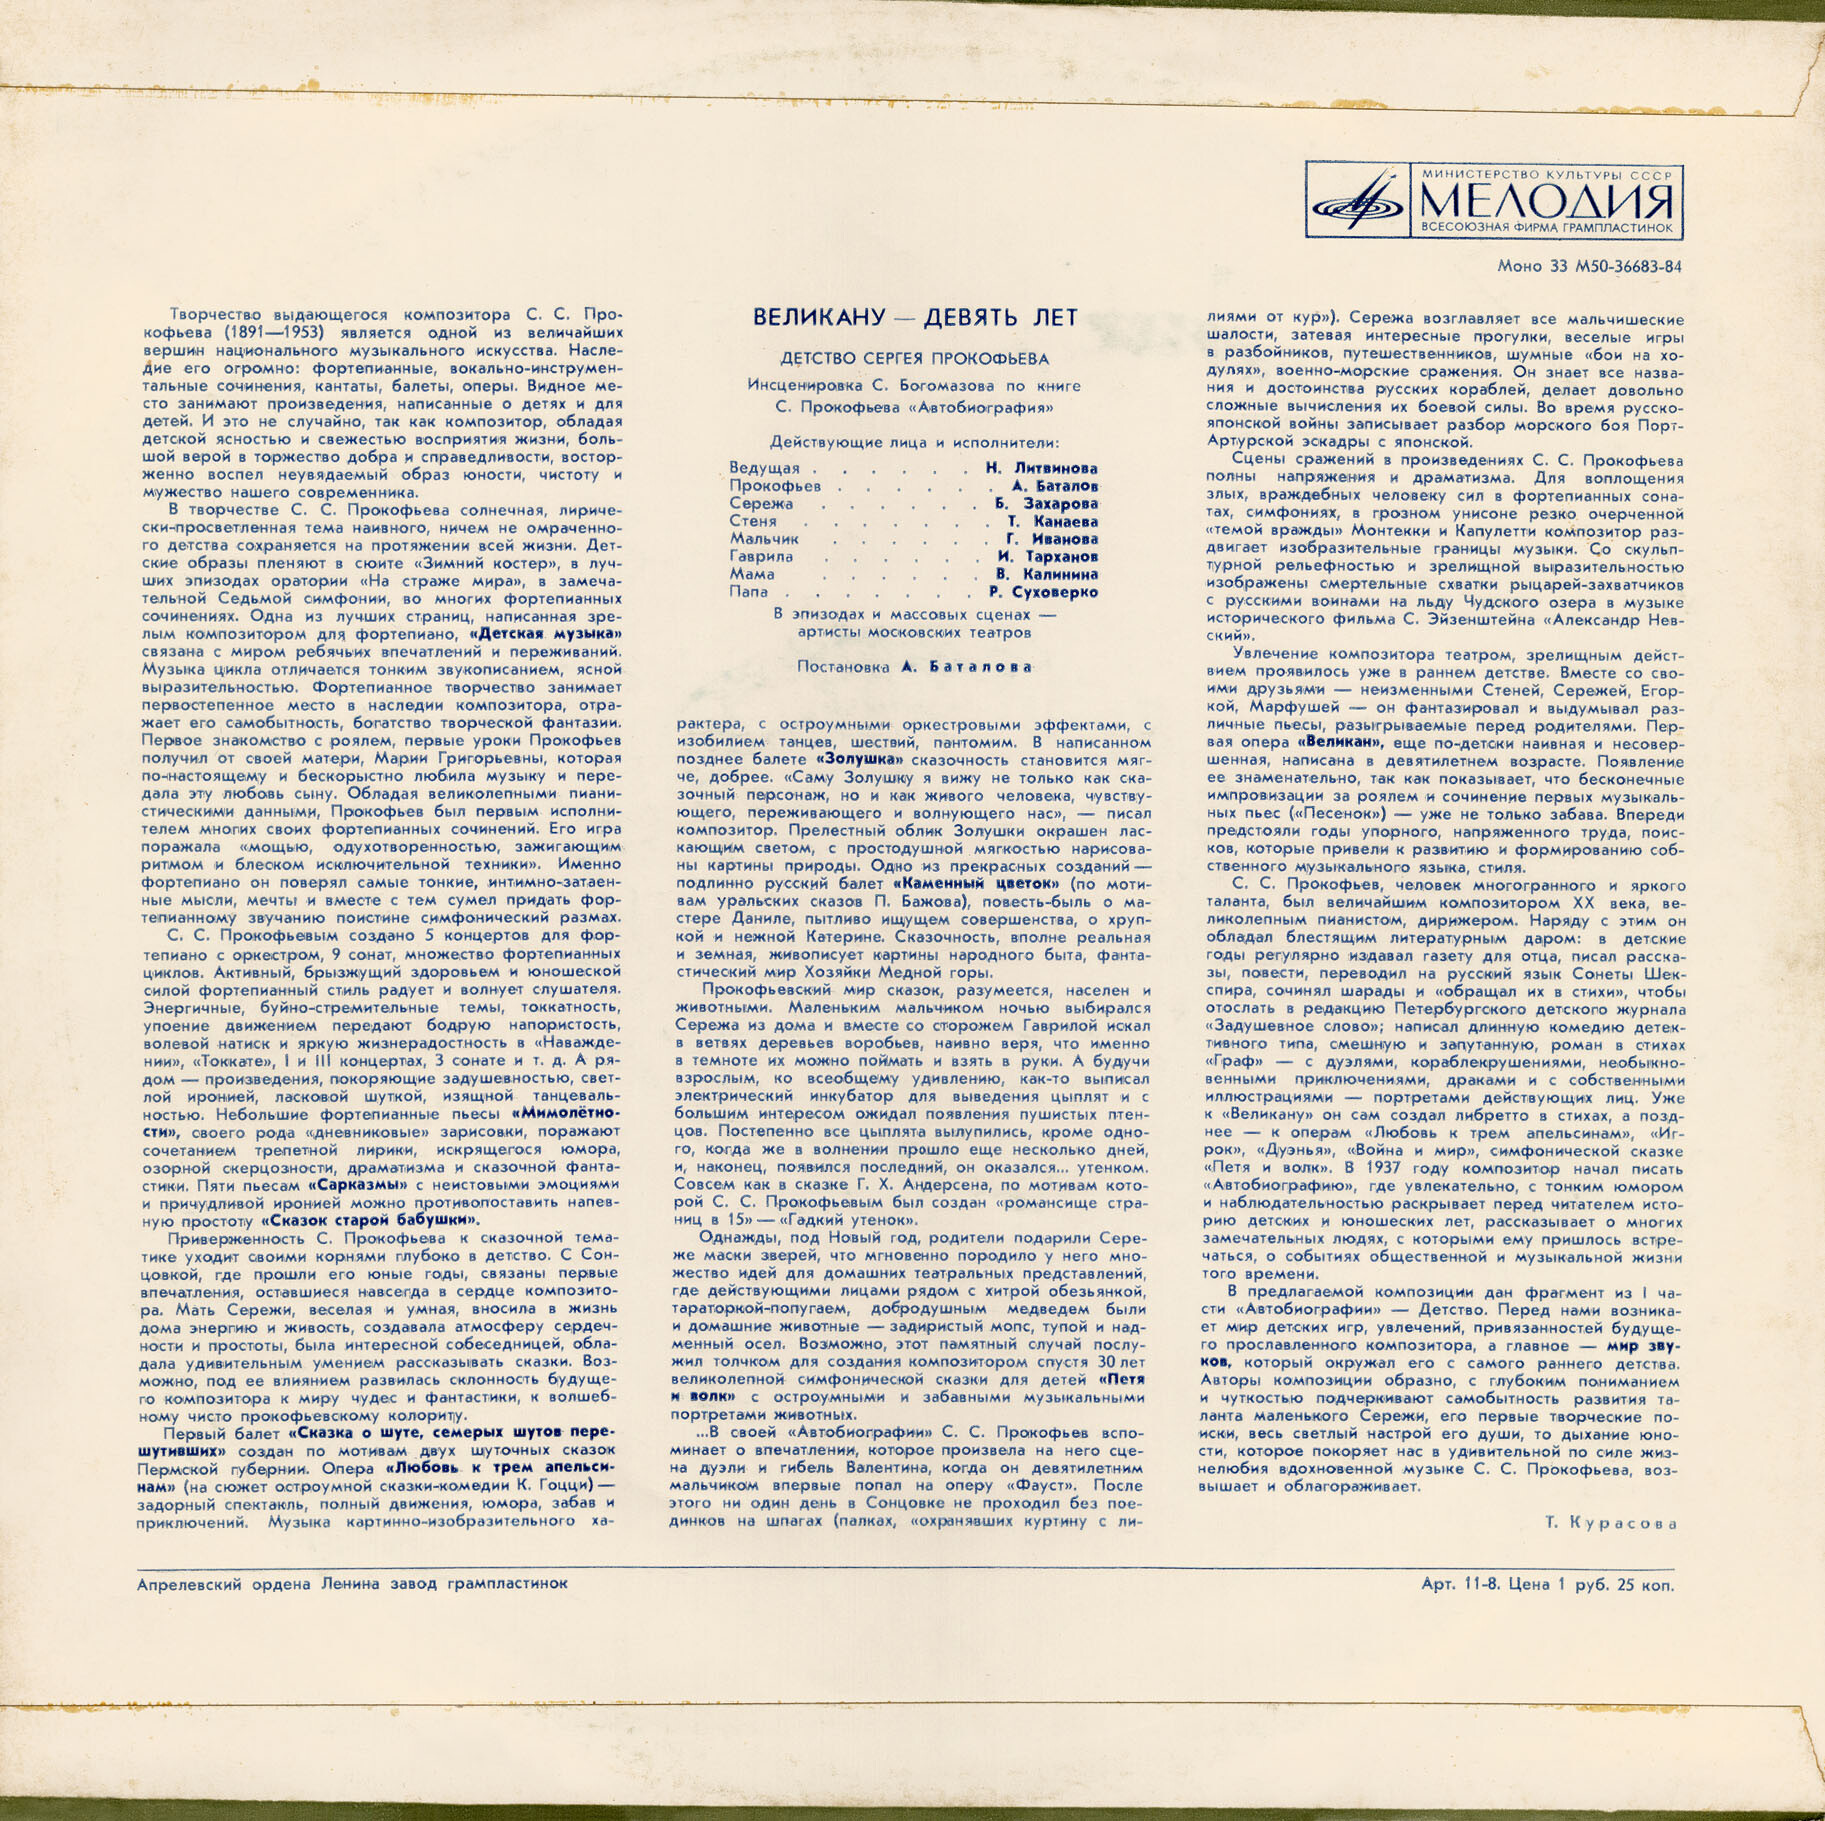 МИНИСТЕРСТВО КУЛЬТУРЫ СССР
МЕЛОДИЯ
ВСЕСОЮЗНАЯ ФИРМА ГРАМПЛАСТИНОК
Моно 33 М50-36683-84
Творчество выдающегося композитора С. С. Про-
кофьева (1891—1953) является одной из величайших
вершин национального музыкального искусства. Насле-
дие его огромно: фортепианные, вокально-инструмен-
тальные сочинения, кантаты, балеты, оперы. Видное ме-
сто занимают произведения, написанные о детях и для
детей. И это не случайно, так как композитор, обладая
детской ясностью и свежестью восприятия жизни, боль-
шой верой в торжество добра и справедливости, востор-
женно воспел неувядаемый образ юности, чистоту и
мужество нашего современника.
В творчестве С. С. Прокофьева солнечная, лириче-
ски-просветленная тема наивного, ничем не омраченно-
го детства сохраняется на протяжении всей жизни. Дет-
ские образы пленяют в сюите «Зимний костер», в луч-
ших эпизодах оратории «На страже мира», в замеча-
тельной Седьмой симфонии, во многих фортепианных
сочинениях. Одна из лучших страниц, написанная зре-
лым композитором для фортепиано, «Детская музыка»
связана с миром ребячьих впечатлений и переживаний.
Музыка цикла отличается тонким звукописанием, ясной
выразительностью. Фортепианное творчество занимает
первостепенное место в наследии композитора, отра-
жает его самобытность, богатство творческой фантазии.
Первое знакомство с роялем, первые уроки Прокофьев
получил от своей матери, Марии Григорьевны, которая
по-настоящему и бескорыстно любила музыку и пере-
дала эту любовь сыну. Обладая великолепными пиани-
стическими данными, Прокофьев был первым исполни-
телем многих своих фортепианных сочинений. Его игра
поражала «мощью, одухотворенностью, зажигающим
ритмом и блеском исключительной техники». Именно
фортепиано он поверял самые тонкие, интимно-затаен-
ные мысли, мечты и вместе с тем сумел придать фор-
тепианному звучанию поистине симфонический размах.
С. С. Прокофьевым создано 5 концертов для фор-
тепиано с оркестром, 9 сонат, множество фортепианных
циклов. Активный, брызжущий здоровьем и юношеской
силой фортепианный стиль радует и волнует слушателя.
Энергичные, буйно-стремительные темы, токкатность,
упоение движением передают бодрую напористость,
волевой натиск и яркую жизнерадостность в «Наважде-
нии», «Токкате», I и III концертах, 3 сонате и т. д. А ря-
дом — произведения, покоряющие задушевностью, свет-
лой иронией, ласковой шуткой, изящной танцеваль-
ностью. Небольшие фортепианные пьесы «Мимолётно-
сти», своего рода «дневниковые» зарисовки, поражают
сочетанием трепетной лирики, искрящегося юмора,
озорной скерцозности, драматизма и сказочной фанта-
стики. Пяти пьесам «Сарказмы» с неистовыми эмоциями
и причудливой иронией можно противопоставить напев-
ную простоту «Сказок старой бабушки».
Приверженность С. Прокофьева к сказочной тема-
тике уходит своими корнями глубоко в детство. С Сон-
цовкой, где прошли его юные годы, связаны первые
впечатления, оставшиеся навсегда в сердце композито-
ра. Мать Сережи, веселая и умная, вносила в жизнь
дома энергию и живость, создавала атмосферу сердеч-
ности и простоты, была интересной собеседницей, обла-
дала удивительным умением рассказывать сказки. Воз-
можно, под ее влиянием развилась склонность будуще-
го композитора к миру чудес и фантастики, к волшеб-
ному чисто прокофьевскому колориту.
Первый балет «Сказка о шуте, семерых шутов пере-
шутивших» создан по мотивам двух шуточных сказок
Пермской губернии. Опера «Любовь к трем апельси-
нам» (на сюжет остроумной сказки-комедии К. Гоцци) —
задорный спектакль, полный движения, юмора, забав и
приключений. Музыка картинно-изобразительного ха-
ВЕЛИКАНУ — ДЕВЯТЬ ЛЕТ
ДЕТСТВО СЕРГЕЯ ПРОКОФЬЕВА
Инсценировка С. Богомазова по книге
С. Прокофьева «Автобиография»
Действующие лица и исполнители:
Ведущая . . . . . . Н. Литвинова
Прокофьев . . . . . . А. Баталов
Сережа . . . . . . Б. Захарова
Стеня . . . . . . Т. Канаева
Мальчик . . . . . Г. Иванова
Гаврила . . . . . . И. Тарханов
Мама . . . . . . В. Калинина
Папа . . . . . . . Р. Суховерко
В эпизодах и массовых сценах —
артисты московских театров
Постановка А. Баталова
рактера, с остроумными оркестровыми эффектами, с
изобилием танцев, шествий, пантомим. В написанном
позднее балете «Золушка» сказочность становится мяг-
че, добрее. «Саму Золушку я вижу не только как ска-
зочный персонаж, но и как живого человека, чувству-
ющего, переживающего и волнующего нас», — писал
композитор. Прелестный облик Золушки окрашен лас-
кающим светом, с простодушной мягкостью нарисова-
ны картины природы. Одно из прекрасных созданий —
подлинно русский балет «Каменный цветок» (по моти-
вам уральских сказов П. Бажова), повесть-быль о ма-
стере Даниле, пытливо ищущем совершенства, о хруп-
кой и нежной Катерине. Сказочность, вполне реальная
и земная, живописует картины народного быта, фанта-
стический мир Хозяйки Медной горы.
Прокофьевский мир сказок, разумеется, населен и
животными. Маленьким мальчиком ночью выбирался
Сережа из дома и вместе со сторожем Гаврилой искал
в ветвях деревьев воробьев, наивно веря, что именно
в темноте их можно поймать и взять в руки. А будучи
взрослым, ко всеобщему удивлению, как-то выписал
электрический инкубатор для выведения цыплят и с
большим интересом ожидал появления пушистых птен-
цов. Постепенно все цыплята вылупились, кроме одно-
го, когда же в волнении прошло еще несколько дней,
и, наконец, появился последний, он оказался... утенком.
Совсем как в сказке Г. Х. Андерсена, по мотивам кото-
рой С. С. Прокофьевым был создан «романсище стра-
ниц в 15» — «Гадкий утенок».
Однажды, под Новый год, родители подарили Сере-
же маски зверей, что мгновенно породило у него мно-
жество идей для домашних театральных представлений,
где действующими лицами рядом с хитрой обезьянкой,
тараторкой-попугаем, добродушным медведем были
и домашние животные — задиристый мопс, тупой и над-
менный осел. Возможно, этот памятный случай послу-
жил толчком для создания композитором спустя 30 лет
великолепной симфонической сказки для детей «Петя
и волк» с остроумными и забавными музыкальными
портретами животных.
...В своей «Автобиографии» С. С. Прокофьев вспо-
минает о впечатлении, которое произвела на него сце-
на дуэли и гибель Валентина, когда он девятилетним
мальчиком впервые попал на оперу «Фауст». После
этого ни один день в Сонцовке не проходил без пое-
динков на шпагах (палках, «охранявших куртину с ли-
лиями от кур»). Сережа возглавляет все мальчишеские
шалости, затевая интересные прогулки, веселые игры
в разбойников, путешественников, шумные «бои на хо-
дулях», военно-морские сражения. Он знает все назва-
ния и достоинства русских кораблей, делает довольно
сложные вычисления их боевой силы. Во время русско-
японской войны записывает разбор морского боя Порт-
Артурской эскадры с японской.
Сцены сражений в произведениях С. С. Прокофьева
полны напряжения и драматизма. Для воплощения
злых, враждебных человеку сил в фортепианных сона-
тах, симфониях, в грозном унисоне резко очерченной
«темой вражды» Монтекки и Капулетти композитор раз-
двигает изобразительные границы музыки. Со скульп-
турной рельефностью и зрелищной выразительностью
изображены смертельные схватки рыцарей-захватчиков
с русскими воинами на льду Чудского озера в музыке
исторического фильма С. Эйзенштейна «Александр Нев-
ский».
Увлечение композитора театром, зрелищным дейст-
вием проявилось уже в раннем детстве. Вместе со сво-
ими друзьями — неизменными Стеней, Сережей, Егор-
кой, Марфушей — он фантазировал и выдумывал раз-
личные пьесы, разыгрываемые перед родителями. Пер-
вая опера «Великан», еще по-детски наивная и несовер-
шенная, написана в девятилетнем возрасте. Появление
ее знаменательно, так как показывает, что бесконечные
импровизации за роялем и сочинение первых музыкаль-
ных пьес («Песенок») — уже не только забава. Впереди
предстояли годы упорного, напряженного труда, поис-
ков, которые привели к развитию и формированию соб-
ственного музыкального языка, стиля.
С. С. Прокофьев, человек многогранного и яркого
таланта, был величайшим композитором XX века, ве-
ликолепным пианистом, дирижером. Наряду с этим он
обладал блестящим литературным даром: в детские
годы регулярно издавал газету для отца, писал расска-
зы, повести, переводил на русский язык Сонеты Шек-
спира, сочинял шарады и «обращал их в стихи», чтобы
отослать в редакцию Петербургского детского журнала
«Задушевное слово»; написал длинную комедию детек-
тивного типа, смешную и запутанную, роман в стихах
«Граф» — с дуэлями, кораблекрушениями, необыкно-
венными приключениями, драками и с собственными
иллюстрациями — портретами действующих лиц. Уже
к «Великану» он сам создал либретто в стихах, а позд-
нее — к операм «Любовь к трем апельсинам», «Иг-
рок», «Дуэнья», «Война и мир», симфонической сказке
«Петя и волк». В 1937 году композитор начал писать
«Автобиографию», где увлекательно, с тонким юмором
и наблюдательностью раскрывает перед читателем исто-
рию детских и юношеских лет, рассказывает о многих
замечательных людях, с которыми ему пришлось встре-
чаться, о событиях общественной и музыкальной жизни
того времени.
В предлагаемой композиции дан фрагмент из I ча-
сти «Автобиографии» — Детство. Перед нами возника-
ет мир детских игр, увлечений, привязанностей будуще-
го прославленного композитора, а главное — мир зву-
ков, который окружал его с самого раннего детства.
Авторы композиции образно, с глубоким пониманием
и чуткостью подчеркивают самобытность развития та-
ланта маленького Сережи, его первые творческие по-
иски, весь светлый настрой его души, то дыхание юно-
сти, которое покоряет нас в удивительной по силе жиз-
нелюбия вдохновенной музыке С. С. Прокофьева, воз-
вышает и облагораживает.
Т. Курасова
Апрелевский ордена Ленина завод грампластинок
Арт. 11-8. Цена 1 руб. 25 коп.